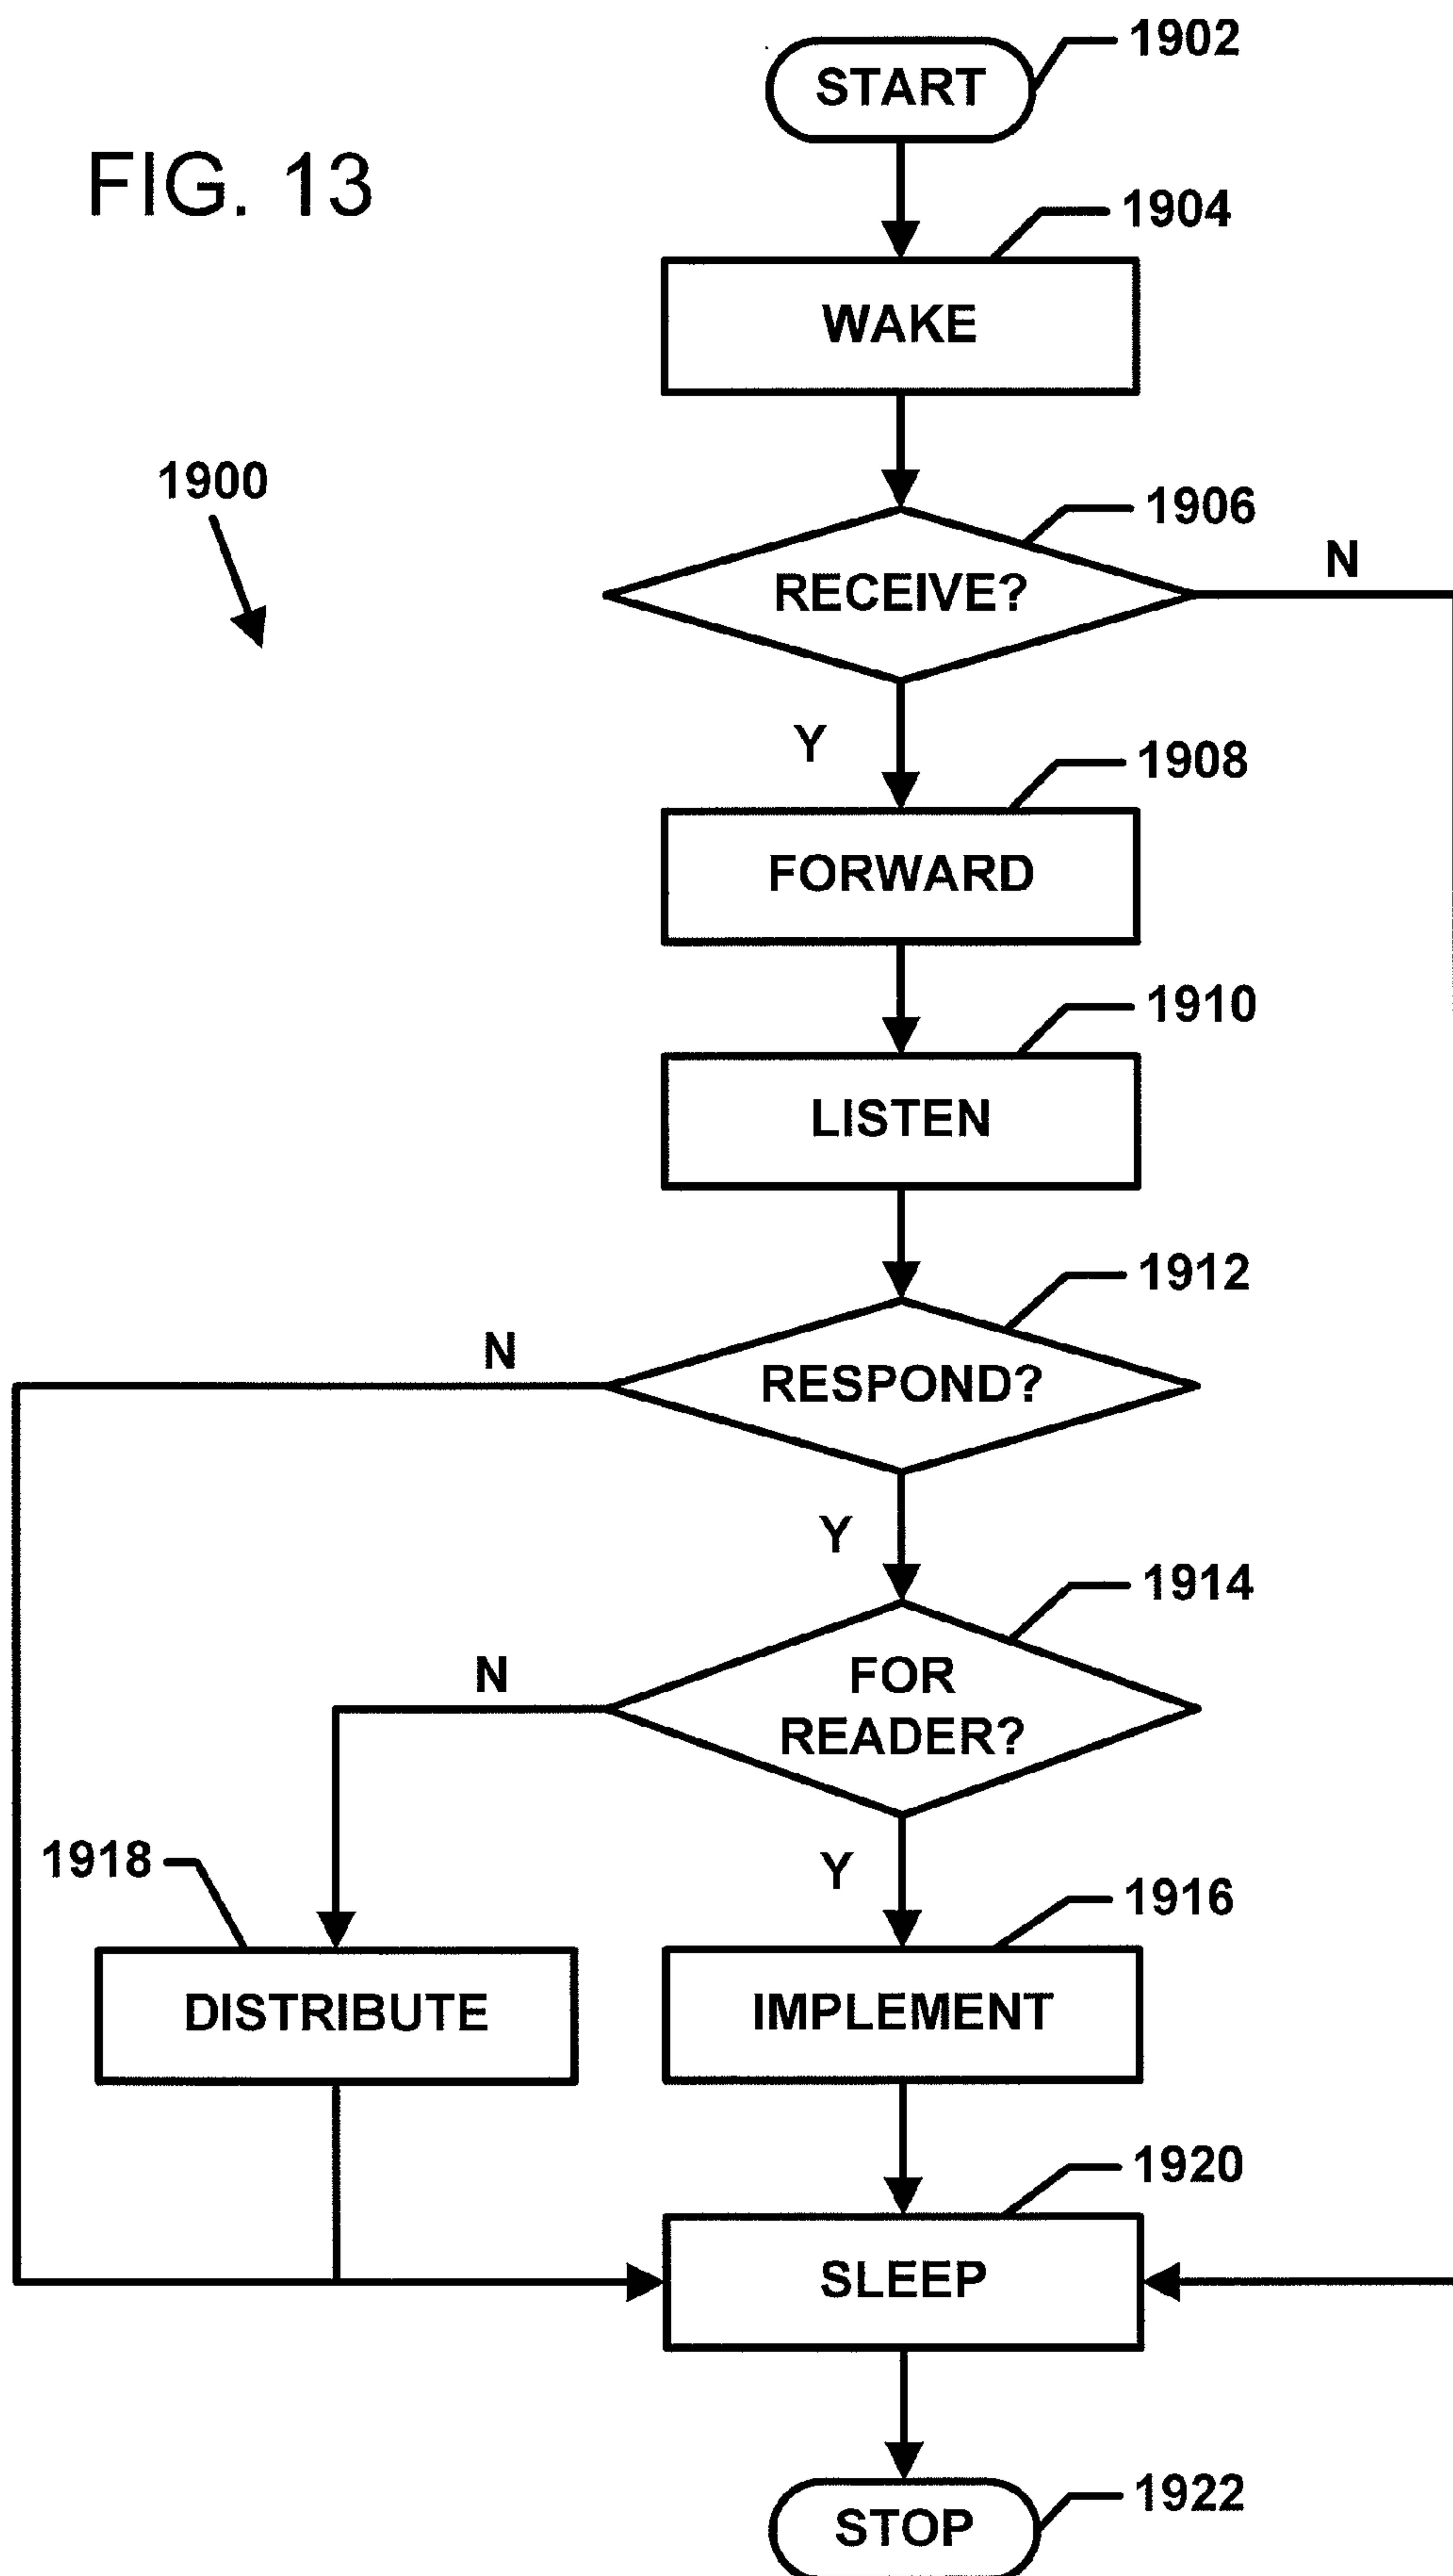 1902
START
FIG. 13
1904
WAKE
1900
1906
RECEIVE?
N
Y
1908
FORWARD
1910
LISTEN
1912
N
RESPOND?
Y
1914
N
FOR
READER?
1918
Y
1916
DISTRIBUTE
IMPLEMENT
1920
SLEEP
1922
STOP